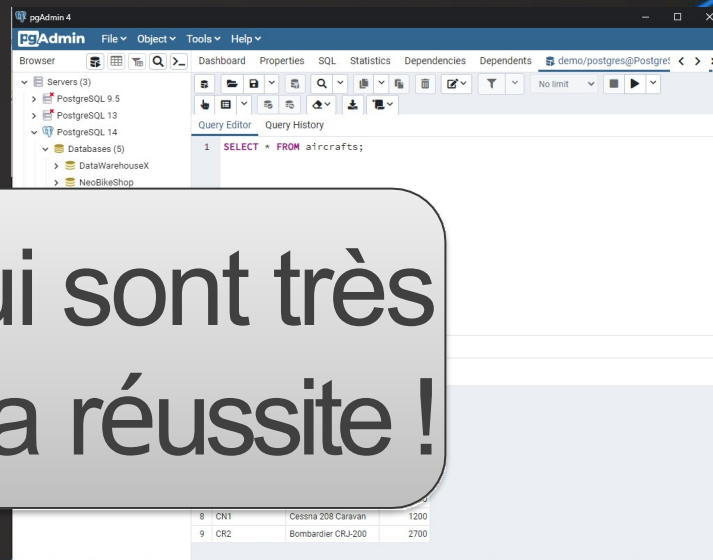 pgAdmin 4
pgAdmin File Object Tools Help
Browser Dashboard Properties SQL Statistics Dependencies Dependents demo/postgres@Postgre
Servers (3)
PostgreSQL 9.5
PostgreSQL 13
PostgreSQL 14
Databases (5)
DataWarehouseX
NeoBikeShop
No limit
Query Editor Query History
1 SELECT * FROM aircrafts;
sont très
réussite !
8 CN1 Cessna 208 Caravan 1200
9 CR2 Bombardier CRJ-200 2700